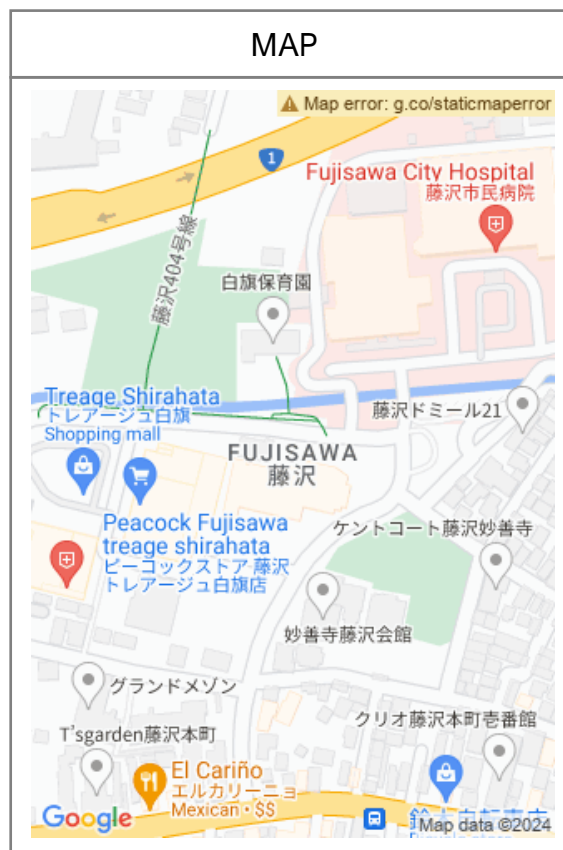 MAP
Map error: g.co/staticmaperror
1
Fujisawa City Hospital
藤沢市民病院
藤沢404号線
白旗保育園
Treage Shirahata
トレアージュ白旗
Shopping mall
藤沢ドミール21
FUJISAWA
藤沢
Peacock Fujisawa
treage shirahata
ピーコックストア 藤沢
トレアージュ白旗店
ケントコート藤沢妙善寺
妙善寺藤沢会館
グランドメゾン
T'sgarden藤沢本町
クリオ藤沢本町壱番館
El Cariño
エルカリーニョ
Mexican • $$
Google
Map data ©2024